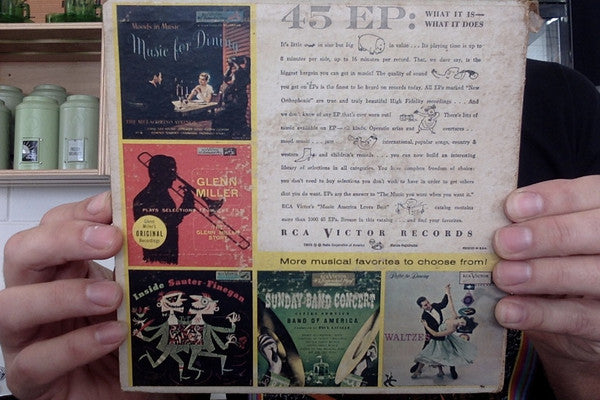 45 EP: WHAT IT IS—
WHAT IT DOES
It's little in size but big in value... Its playing time is up to
8 minutes per side, up to 16 minutes per record. That, we dare say, is the
biggest bargain you can get in music! The quality of sound
you get on EPs is the finest to be heard on records today. All EPs marked "New
Orthophonic" are true and truly beautiful High Fidelity recordings... And
we don't know of any EP that's ever worn out! There's lots of
music available on EP—all kinds. Operatic arias and overtures...
mood music... jazz international, popular songs, country &
western and children's records... you can now build an interesting
library of selections in all categories. You have complete freedom of choice:
you don't need to buy selections you don't wish to have in order to get others
that you do want. EPs are the answer to "The Music you want when you want it."
RCA Victor's "Music America Loves Best" catalog contains
more than 1000 45 EPs. Browse in this catalog... and find your favorites.
RCA VICTOR RECORDS
More musical favorites to choose from!
Moods in Music
Music for Dining
THE MELACHRINO STRINGS
GLENN
MILLER
PLAYS SELECTIONS FROM
THE
GLENN MILLER
STORY
Glenn Miller's
ORIGINAL
Recordings
Inside Sauter-Finegan
SUNDAY BAND CONCERT
BAND OF AMERICA
RCA VICTOR
WALTZES